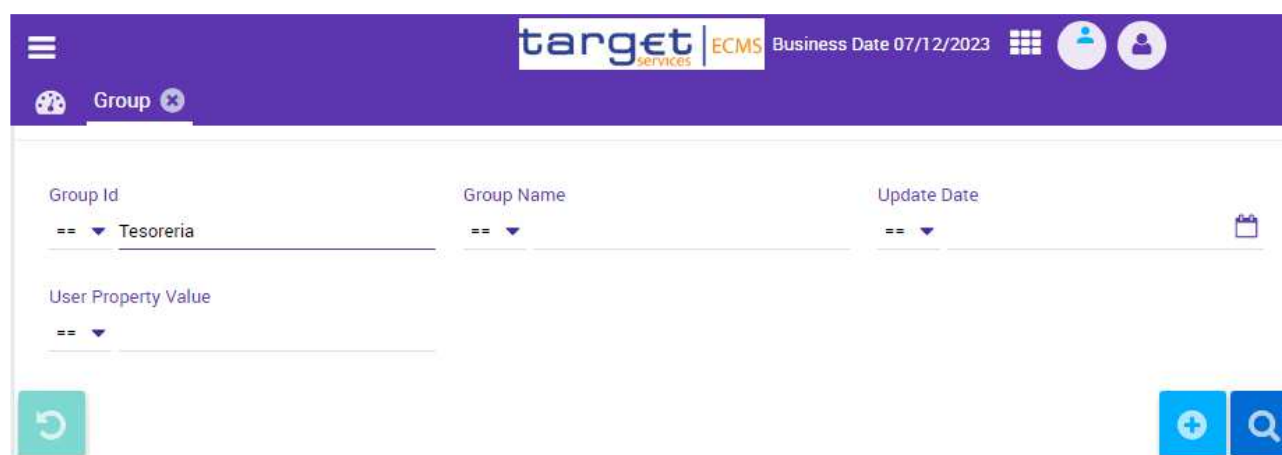 target services ECMS Business Date 07/12/2023
Group
Group Id Group Name Update Date
== Tesoreria == ==
User Property Value
==